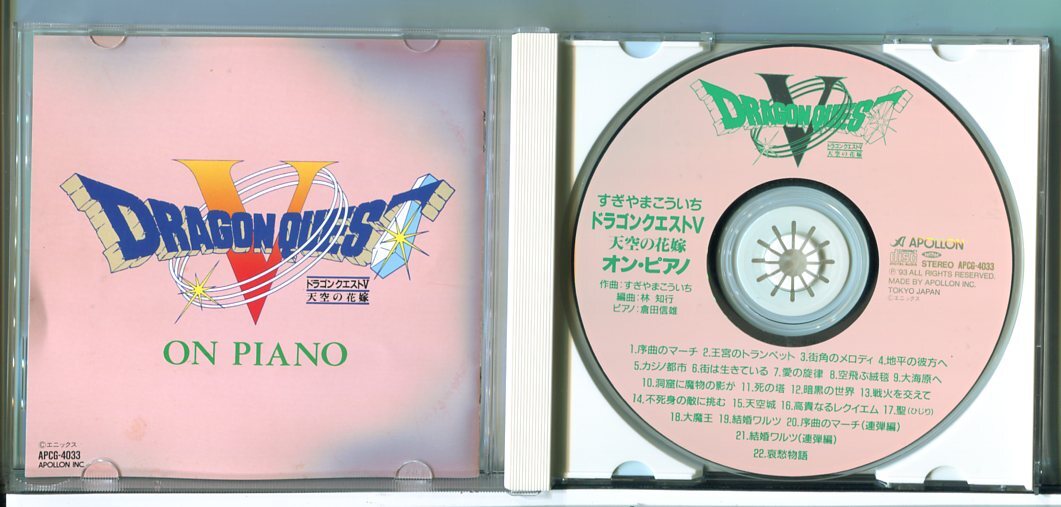 DRAGON QUEST
V
ドラゴンクエストV
天空の花嫁
ON PIANO
©エニックス
APCG-4033
APOLLON INC.
DRAGON QUEST
V
ドラゴンクエストV
天空の花嫁
すぎやまこういち
ドラゴンクエストV
天空の花嫁
オン・ピアノ
作曲：すぎやまこういち
編曲：林 知行
ピアノ：倉田信雄
APOLLON
STEREO APCG-4033
Ⓟ'93 ALL RIGHTS RESERVED.
MADE BY APOLLON INC.
TOKYO JAPAN
©エニックス
1.序曲のマーチ 2.王宮のトランペット 3.街角のメロディ 4.地平の彼方へ
5.カジノ都市 6.街は生きている 7.愛の旋律 8.空飛ぶ絨毯 9.大海原へ
10.洞窟に魔物の影が 11.死の塔 12.暗黒の世界 13.戦火を交えて
14.不死身の敵に挑む 15.天空城 16.高貴なるレクイエム 17.聖(ひじり)
18.大魔王 19.結婚ワルツ 20.序曲のマーチ(連弾編)
21.結婚ワルツ(連弾編)
22.哀愁物語